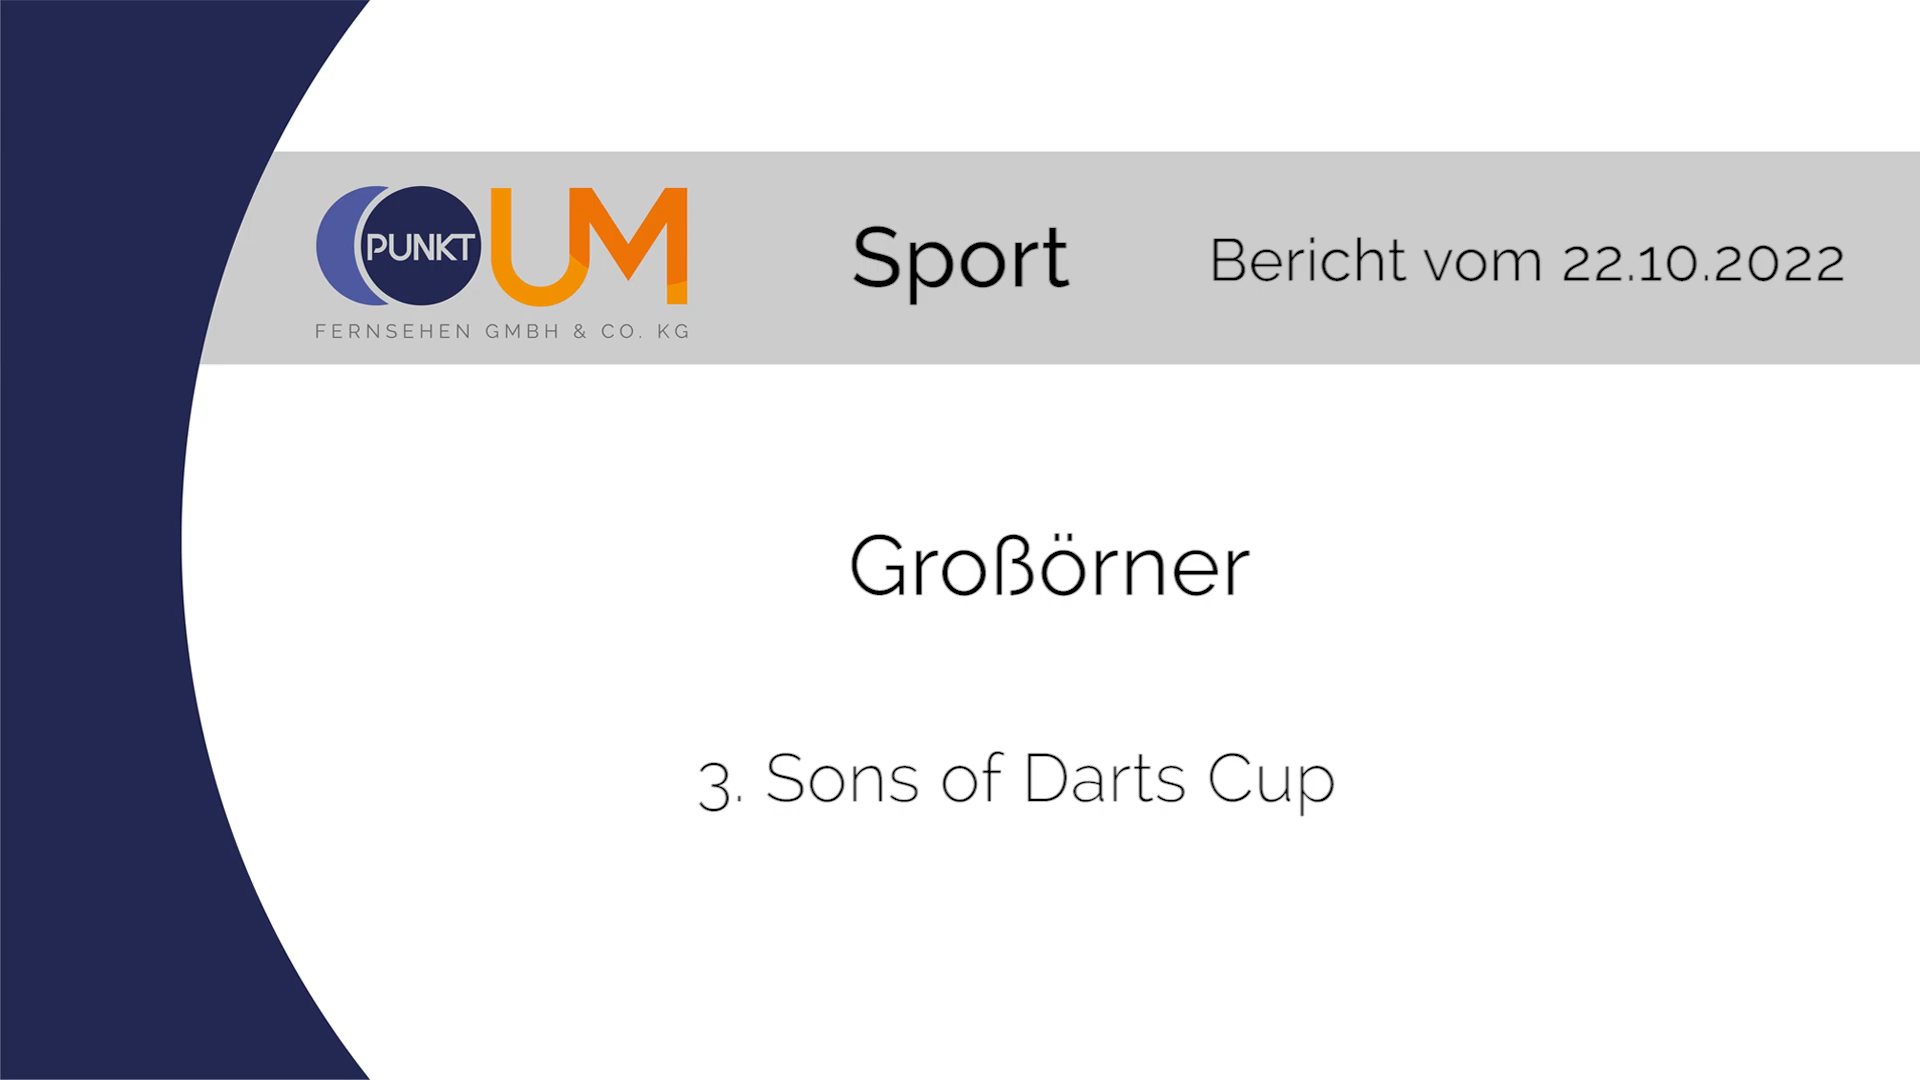 PUNKT UM
FERNSEHEN GMBH & CO. KG
Sport
Bericht vom 22.10.2022
Großörner
3. Sons of Darts Cup